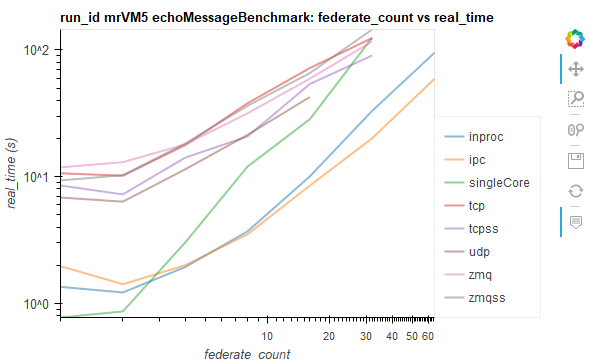 run_id mrVM5 echoMessageBenchmark: federate_count vs real_time
real_time (s)
10^2
10^1
10^0
10
20
30
40
50
60
federate_count
inproc
ipc
singleCore
tcp
tcpss
udp
zmq
zmqss